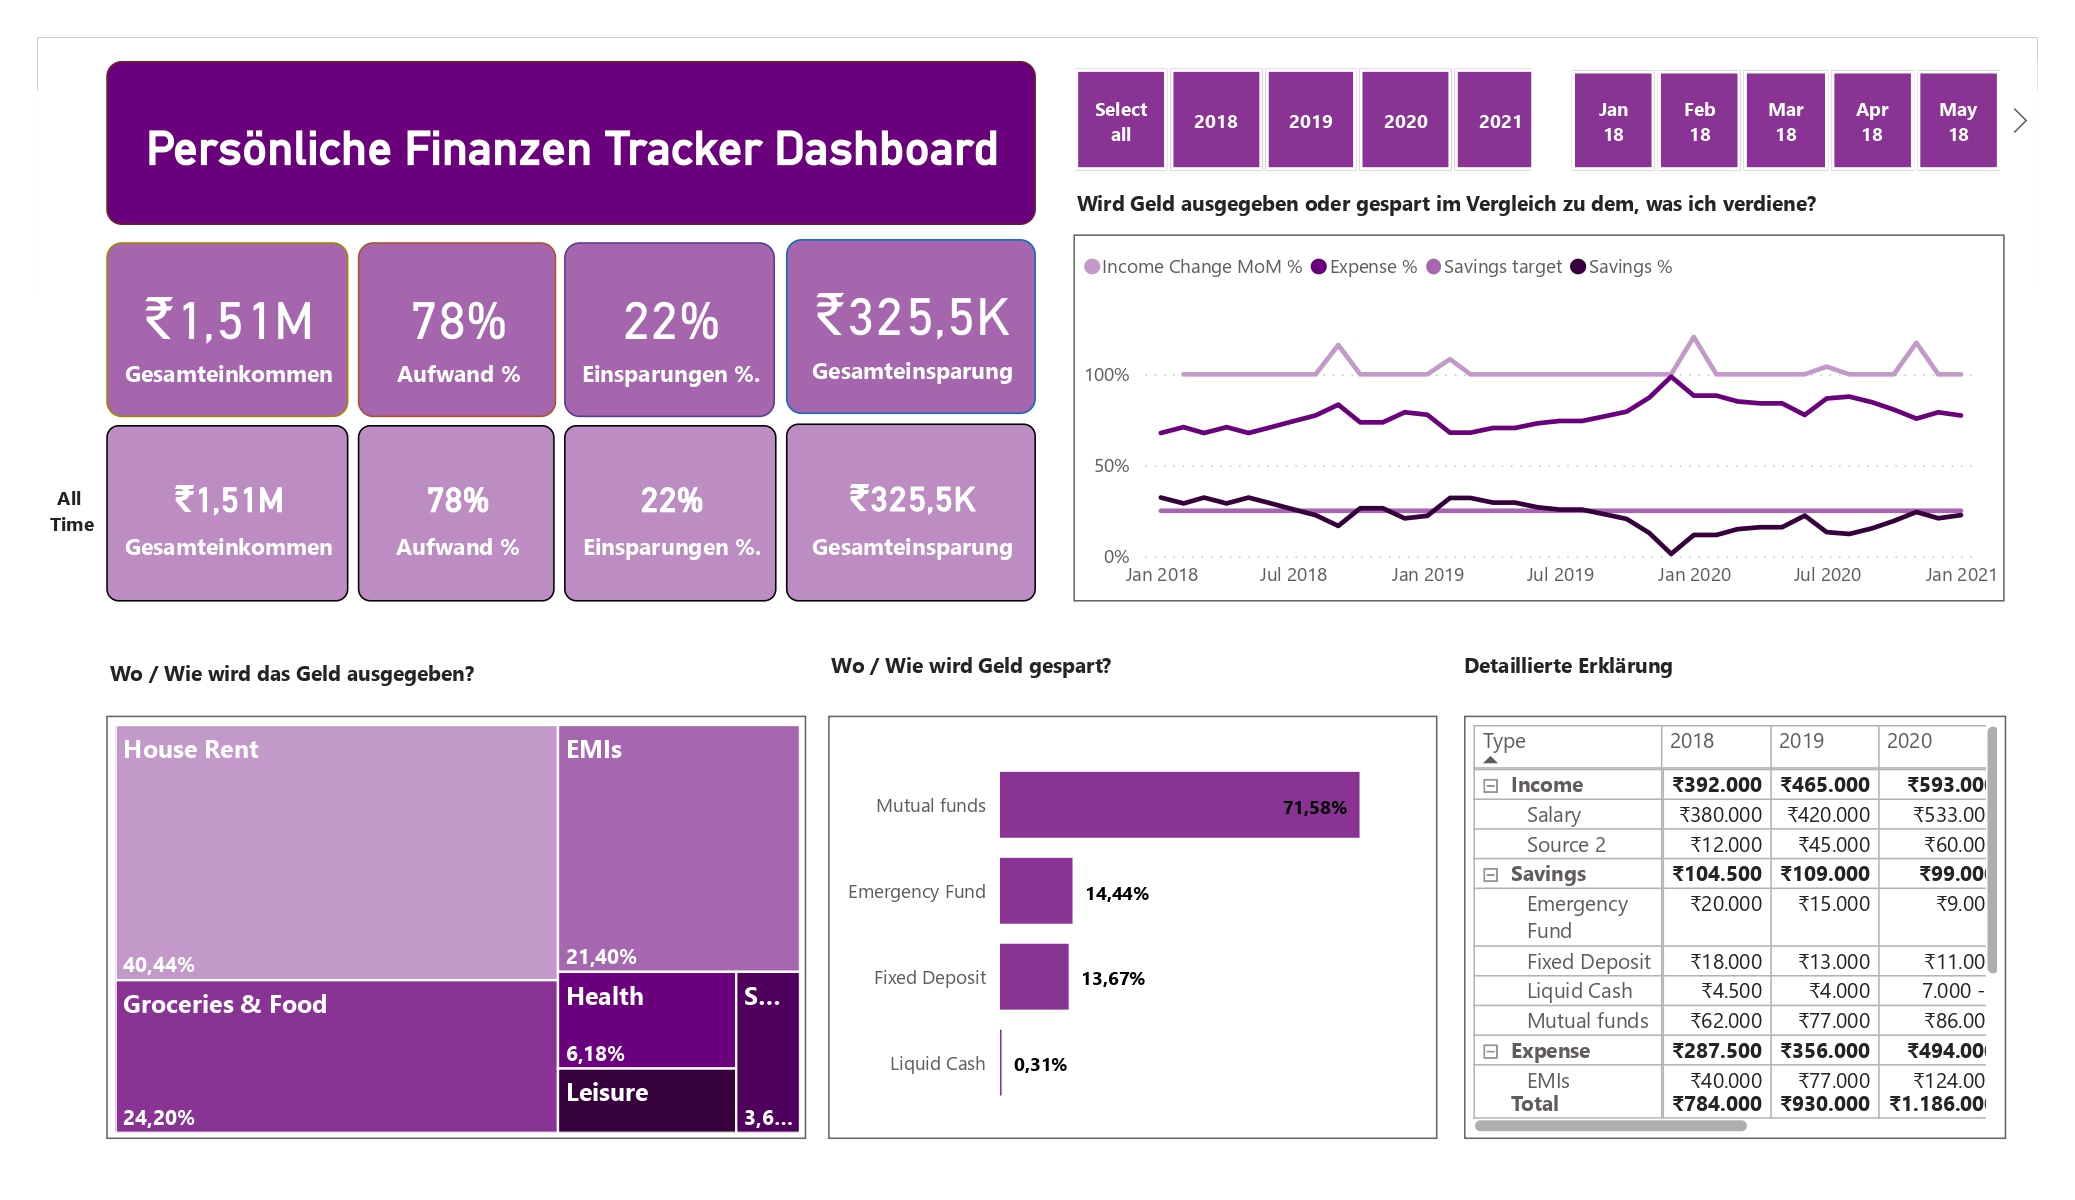 Persönliche Finanzen Tracker Dashboard
Select
all
2018
2019
2020
2021
Jan
18
Feb
18
Mar
18
Apr
18
May
18
₹1,51M
Gesamteinkommen
78%
Aufwand %
22%
Einsparungen %.
₹325,5K
Gesamteinsparung
All
Time
₹1,51M
Gesamteinkommen
78%
Aufwand %
22%
Einsparungen %.
₹325,5K
Gesamteinsparung
Wird Geld ausgegeben oder gespart im Vergleich zu dem, was ich verdiene?
Income Change MoM % Expense % Savings target Savings %
100%
50%
0%
Jan 2018 Jul 2018 Jan 2019 Jul 2019 Jan 2020 Jul 2020 Jan 2021
Wo / Wie wird das Geld ausgegeben?
House Rent
40,44%
EMIs
21,40%
Groceries & Food
24,20%
Health
6,18%
S...
3,6...
Leisure
Wo / Wie wird Geld gespart?
Mutual funds 71,58%
Emergency Fund 14,44%
Fixed Deposit 13,67%
Liquid Cash 0,31%
Detaillierte Erklärung
Type 2018 2019 2020
Income ₹392.000 ₹465.000 ₹593.000
Salary ₹380.000 ₹420.000 ₹533.00
Source 2 ₹12.000 ₹45.000 ₹60.00
Savings ₹104.500 ₹109.000 ₹99.000
Emergency ₹20.000 ₹15.000 ₹9.00
Fund
Fixed Deposit ₹18.000 ₹13.000 ₹11.00
Liquid Cash ₹4.500 ₹4.000 7.000 -
Mutual funds ₹62.000 ₹77.000 ₹86.00
Expense ₹287.500 ₹356.000 ₹494.000
EMIs ₹40.000 ₹77.000 ₹124.00
Total ₹784.000 ₹930.000 ₹1.186.000